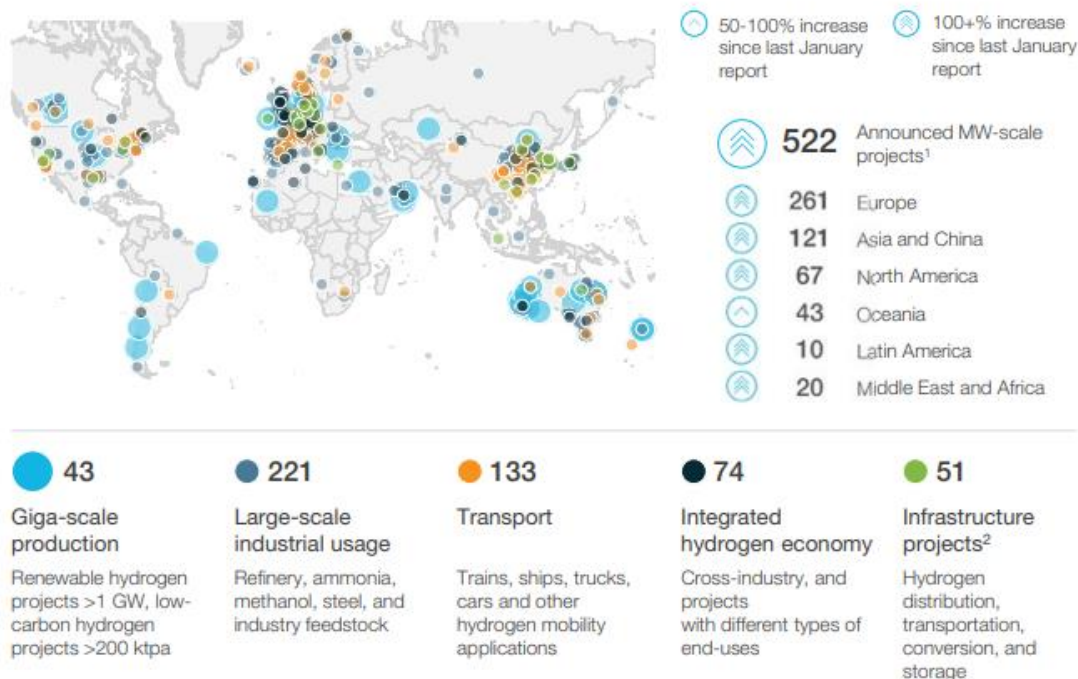 50-100% increase
since last January
report
100+% increase
since last January
report
522 Announced MW-scale
projects¹
261 Europe
121 Asia and China
67 North America
43 Oceania
10 Latin America
20 Middle East and Africa
43
Giga-scale
production
Renewable hydrogen
projects >1 GW, low-
carbon hydrogen
projects >200 ktpa
221
Large-scale
industrial usage
Refinery, ammonia,
methanol, steel, and
industry feedstock
133
Transport
Trains, ships, trucks,
cars and other
hydrogen mobility
applications
74
Integrated
hydrogen economy
Cross-industry, and
projects
with different types of
end-uses
51
Infrastructure
projects²
Hydrogen
distribution,
transportation,
conversion, and
storage